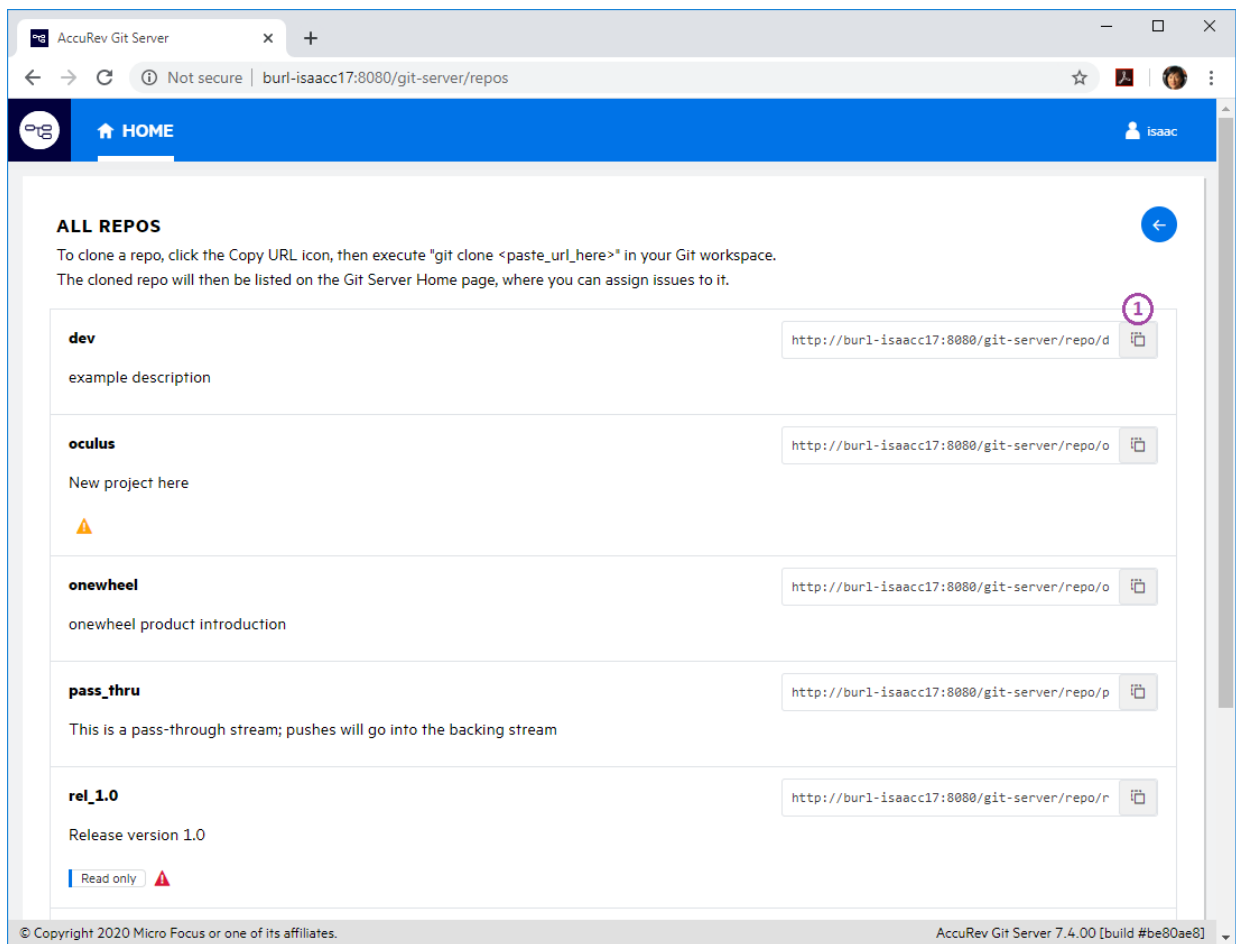 AccuRev Git Server
Not secure | burl-isaacc17:8080/git-server/repos
HOME
isaac
ALL REPOS
To clone a repo, click the Copy URL icon, then execute "git clone <paste_url_here>" in your Git workspace.
The cloned repo will then be listed on the Git Server Home page, where you can assign issues to it.
1
dev
http://burl-isaacc17:8080/git-server/repo/d
example description
oculus
http://burl-isaacc17:8080/git-server/repo/o
New project here
onewheel
http://burl-isaacc17:8080/git-server/repo/o
onewheel product introduction
pass_thru
http://burl-isaacc17:8080/git-server/repo/p
This is a pass-through stream; pushes will go into the backing stream
rel_1.0
http://burl-isaacc17:8080/git-server/repo/r
Release version 1.0
Read only
© Copyright 2020 Micro Focus or one of its affiliates.
AccuRev Git Server 7.4.00 [build #be80ae8]